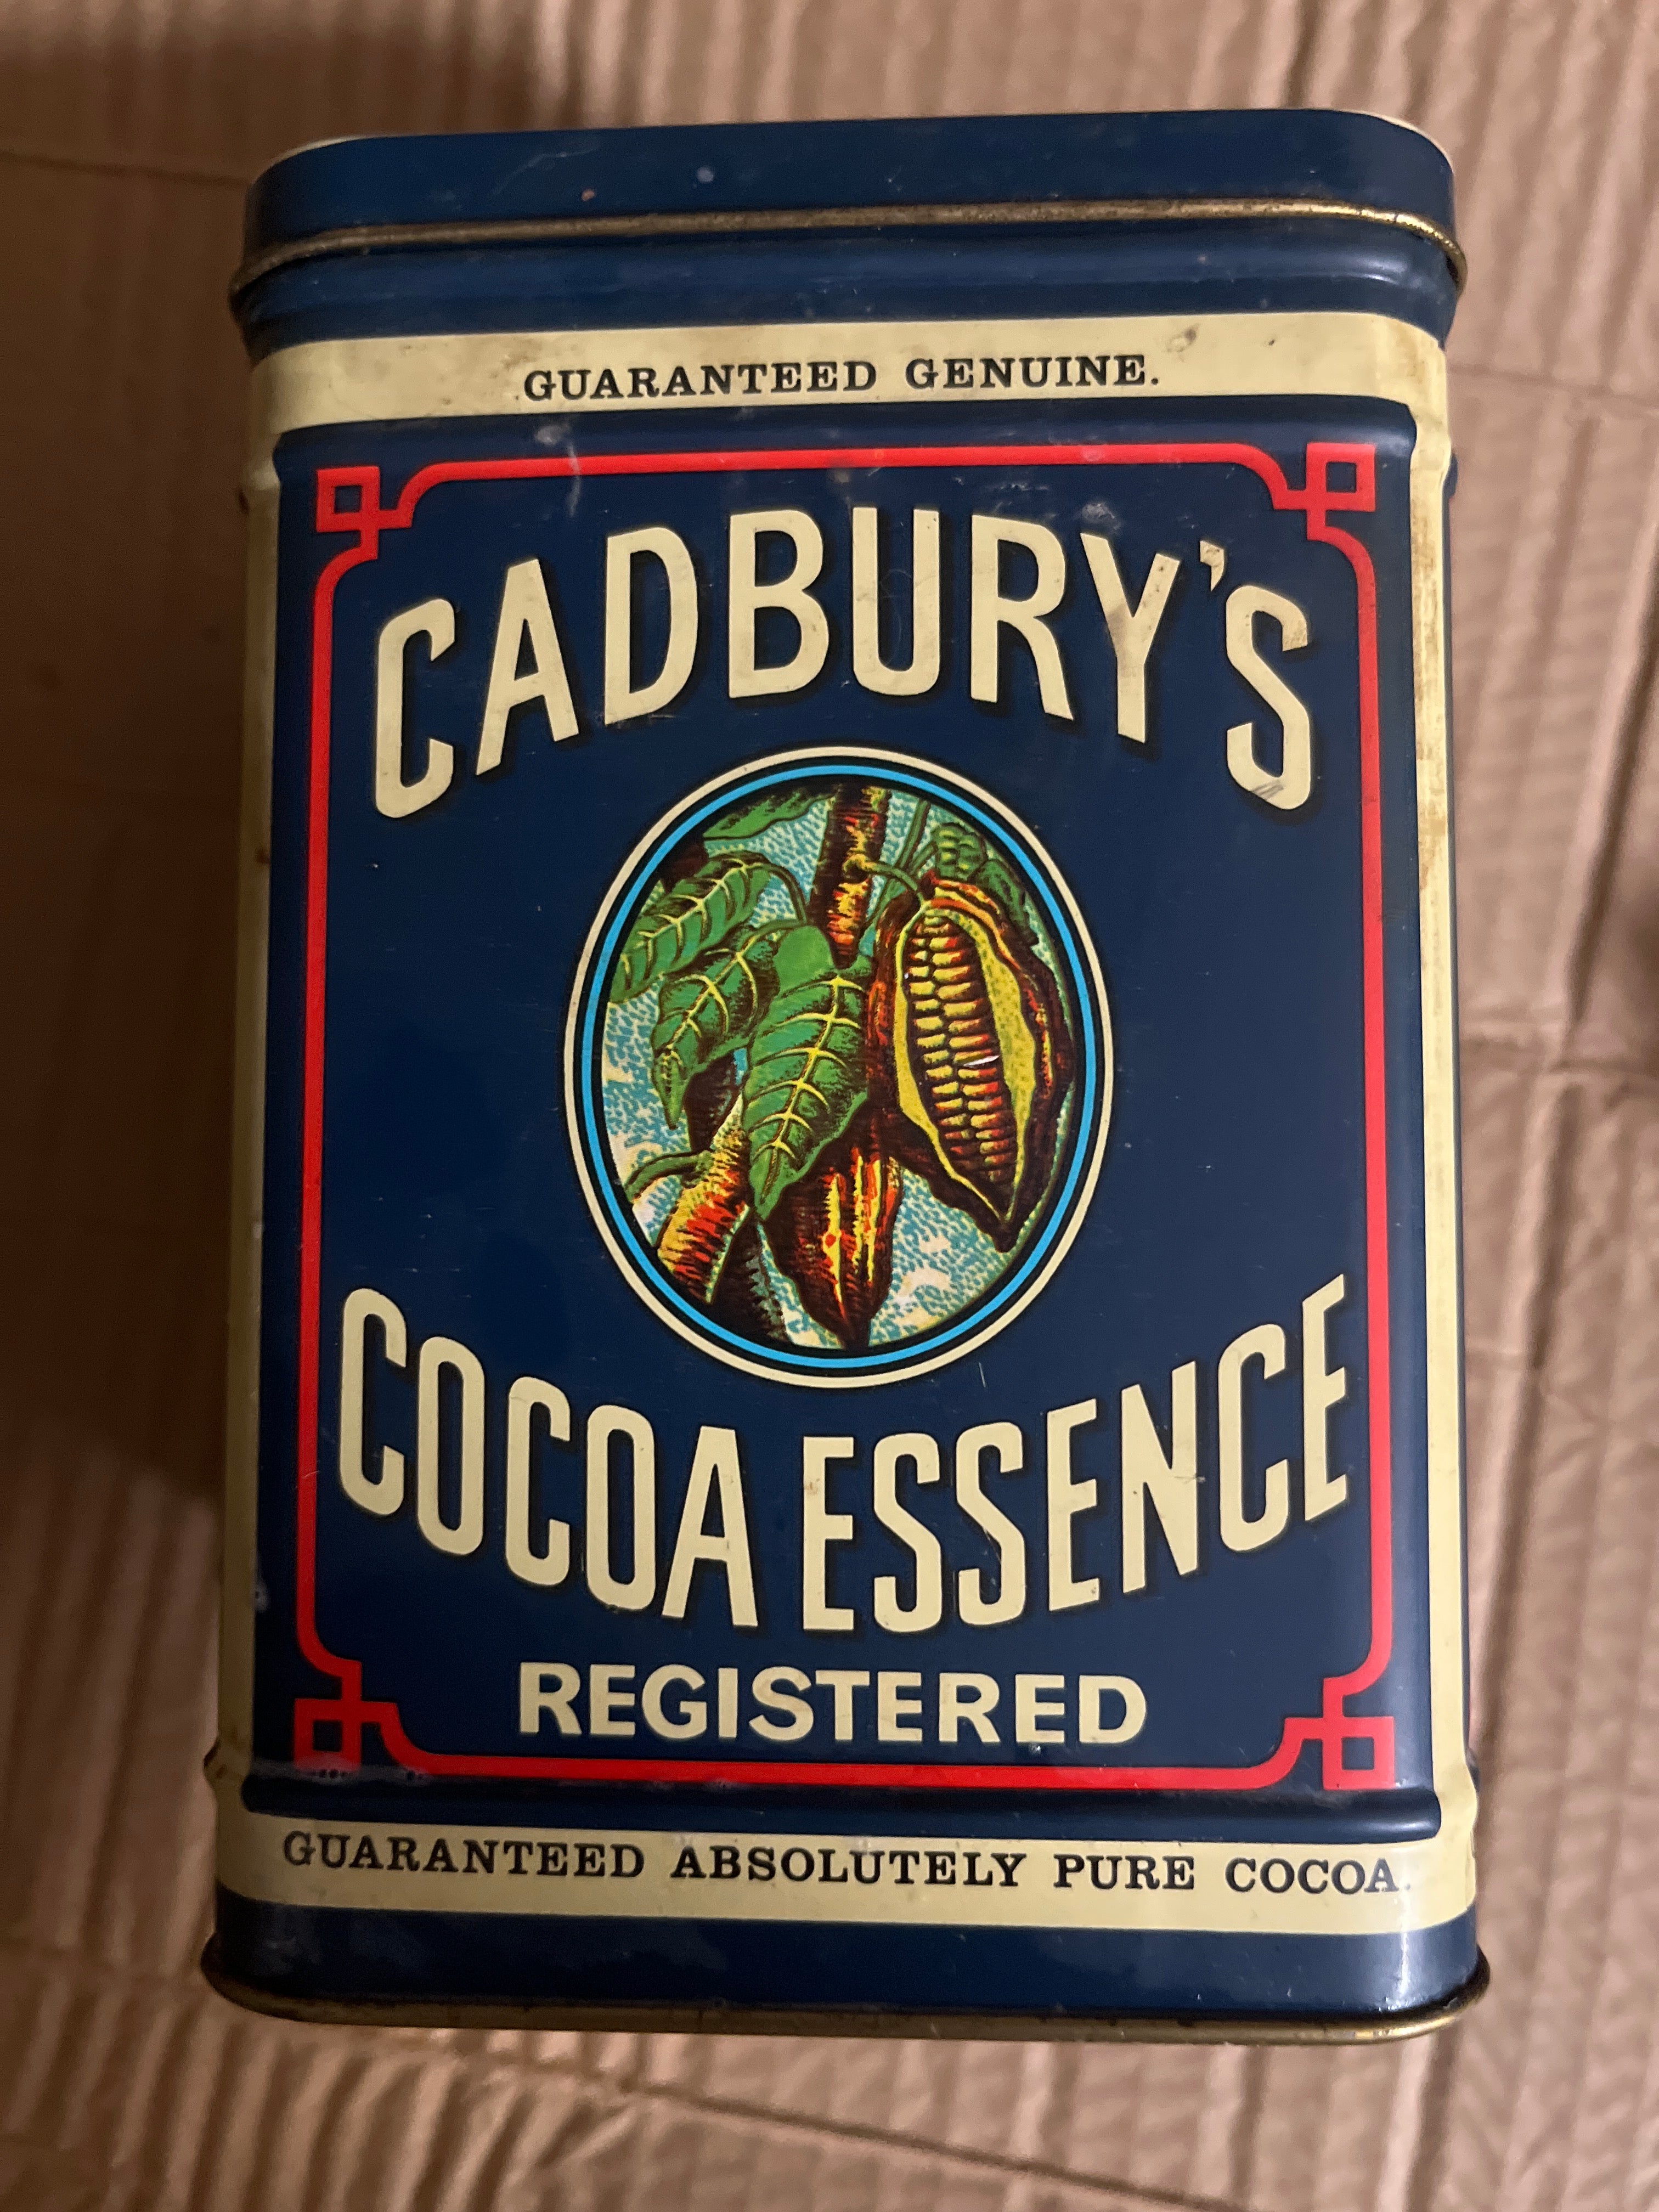 GUARANTEED GENUINE.
CADBURY'S
COCOA ESSENCE
REGISTERED
GUARANTEED ABSOLUTELY PURE COCOA.